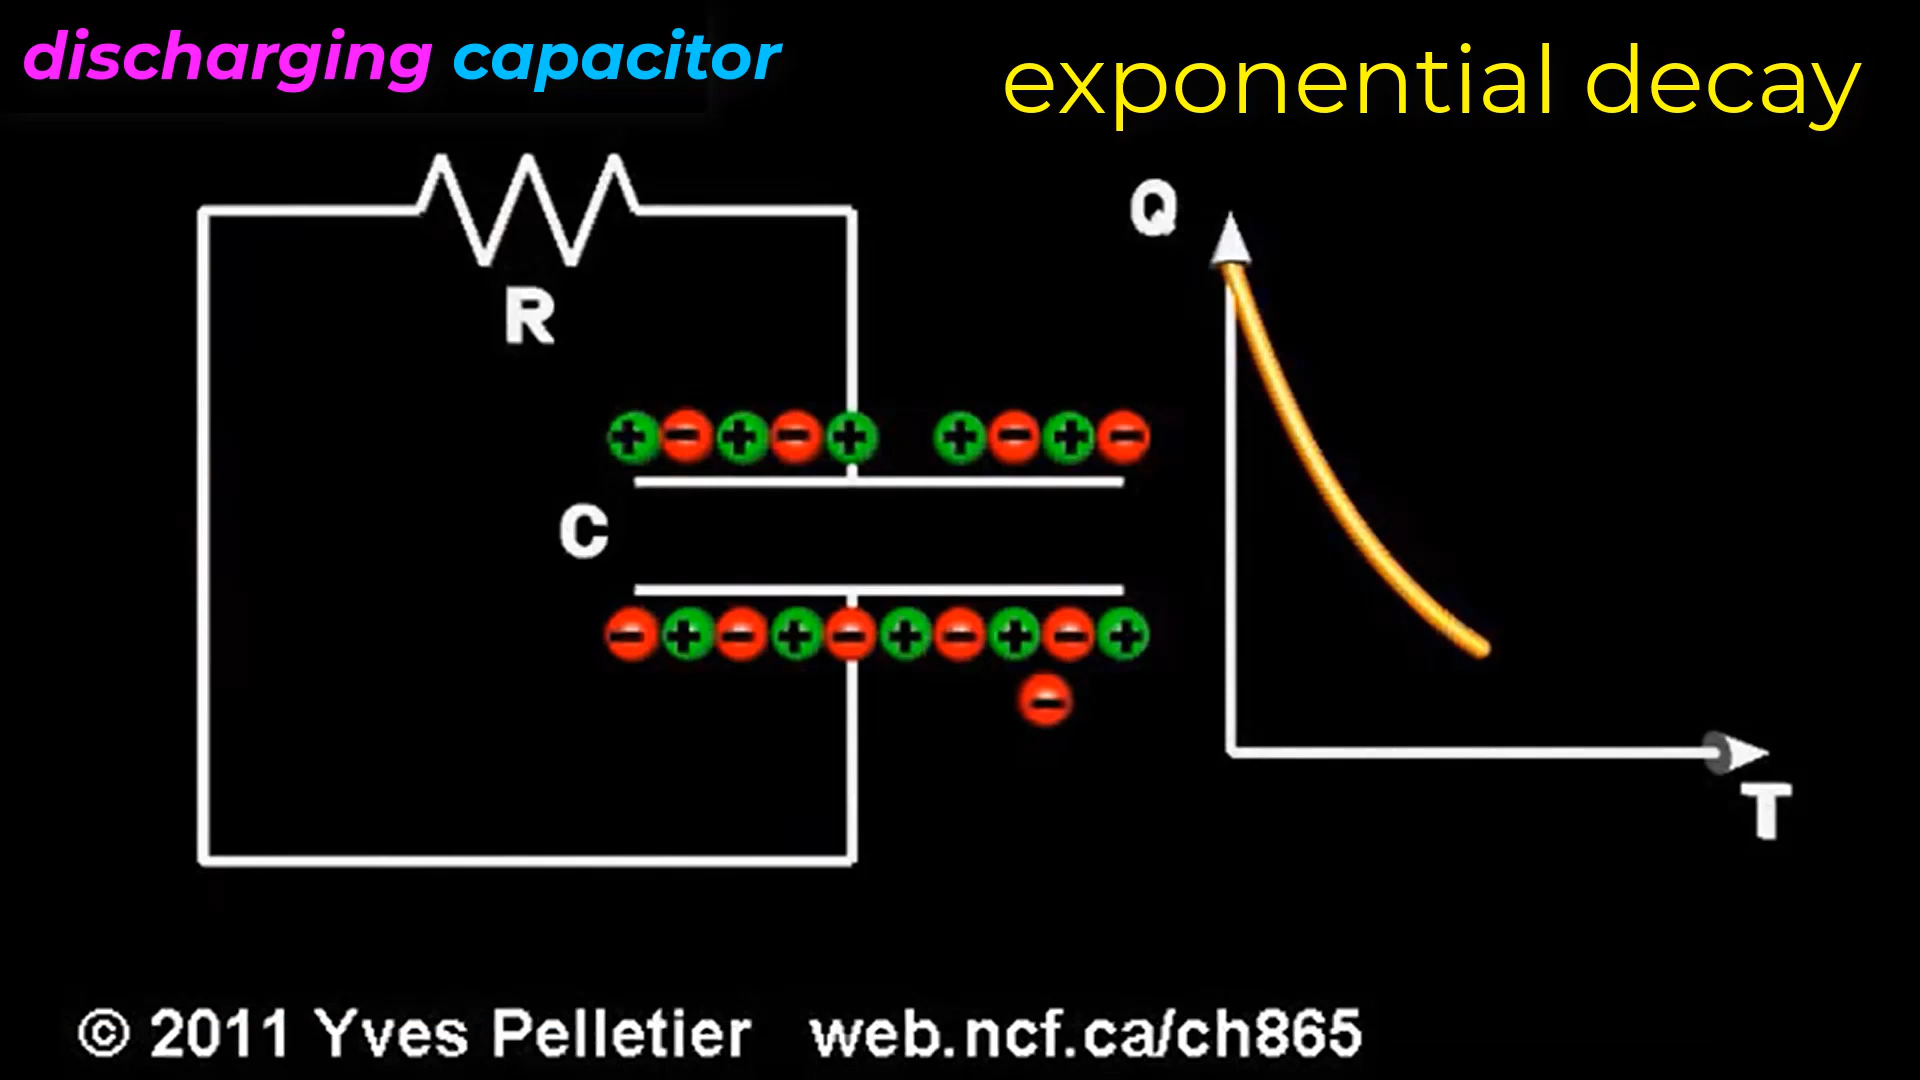 discharging capacitor
exponential decay
Q
R
+ - + - + + - + -
C
- + - + - + - + - +
-
T
© 2011 Yves Pelletier web.ncf.ca/ch865